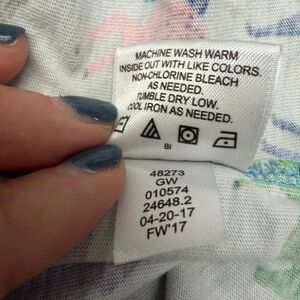 MACHINE WASH WARM
INSIDE OUT WITH LIKE COLORS.
NON-CHLORINE BLEACH
AS NEEDED.
TUMBLE DRY LOW.
COOL IRON AS NEEDED.
BI
48273
GW
010574
24648.2
04-20-17
FW'17